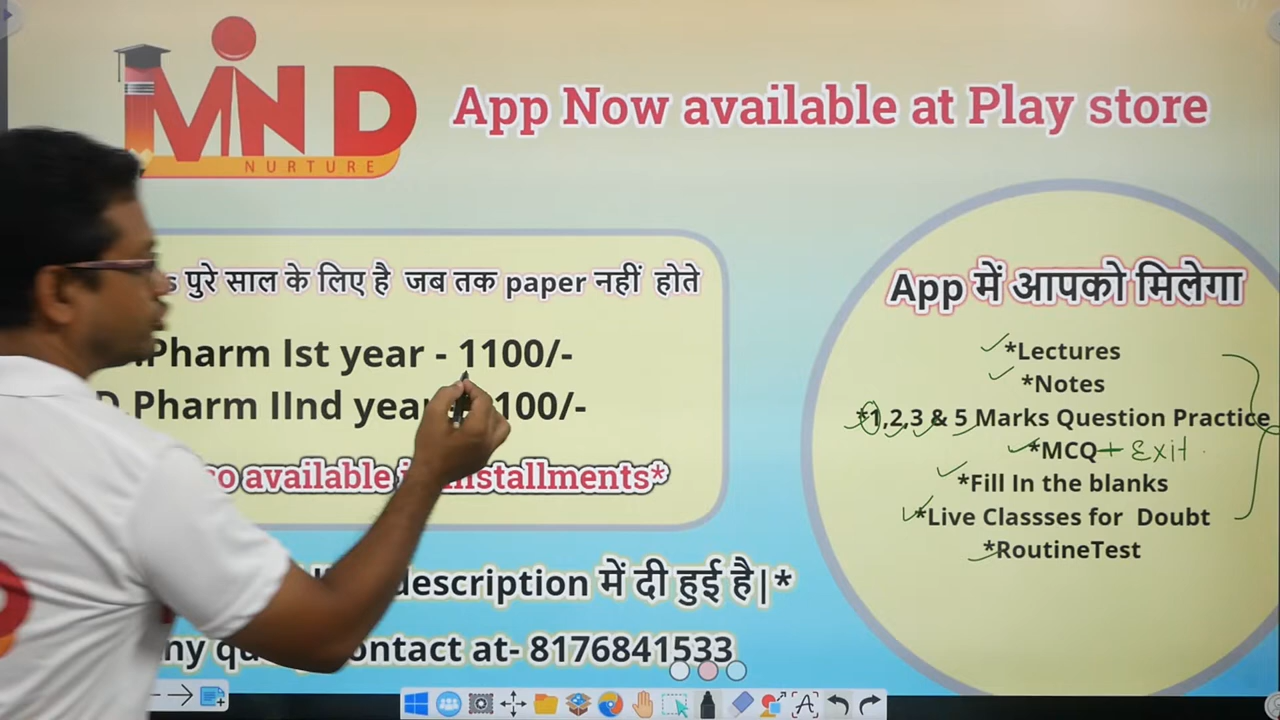 MIND
NURTURE
App Now available at Play store
पुरे साल के लिए है जब तक paper नहीं होते
D.Pharm Ist year - 1100/-
D.Pharm IInd year 100/-
available installments*
description में दी हुई है|*
contact at- 8176841533
App में आपको मिलेगा
*Lectures
*Notes
*1,2,3 & 5 Marks Question Practice
*MCQ + Exit
*Fill In the blanks
*Live Classses for Doubt
*RoutineTest